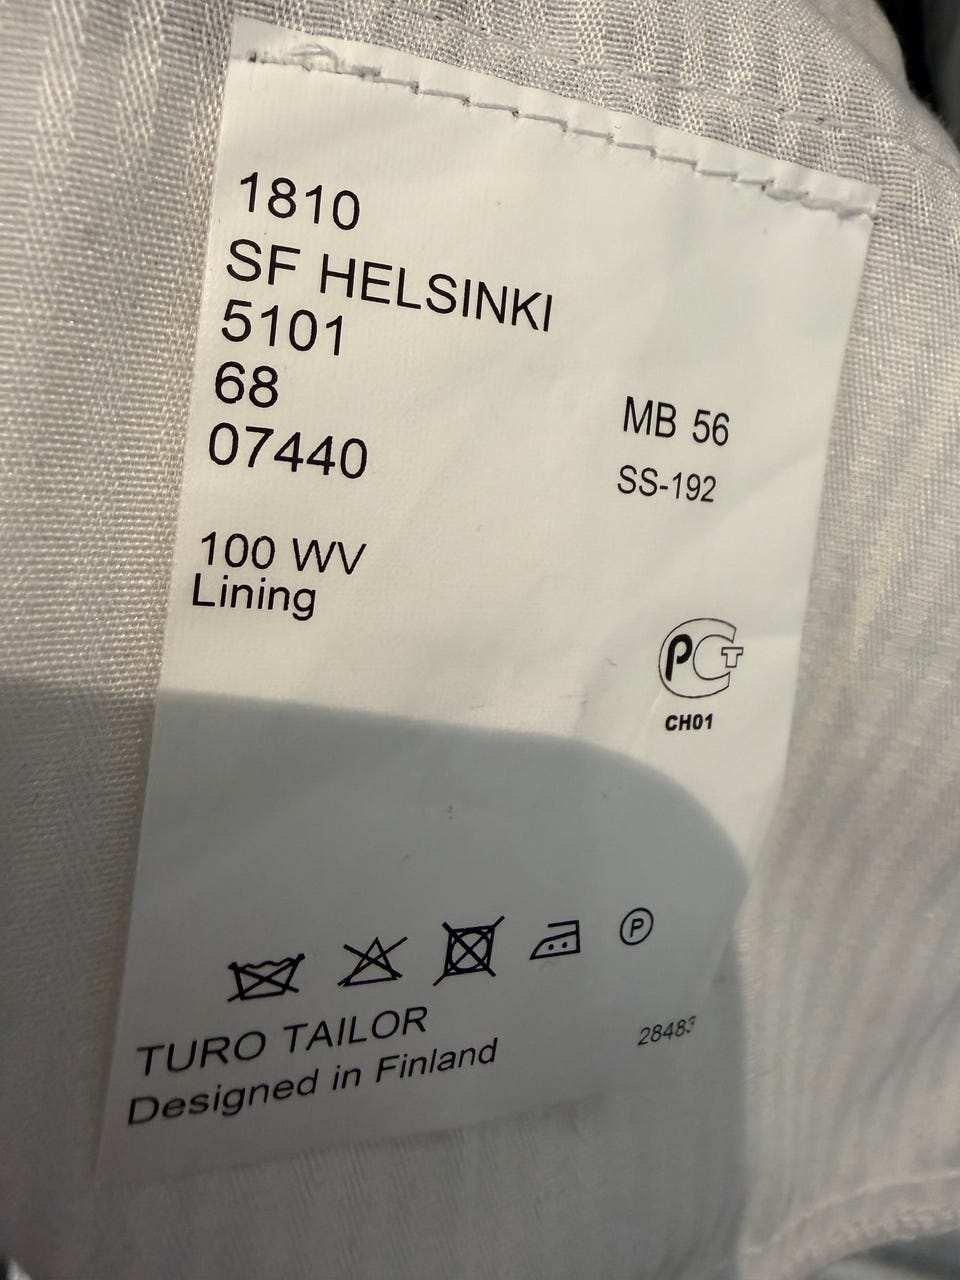 1810
SF HELSINKI
5101
68
07440
MB 56
SS-192
100 WV
Lining
РСТ
CH01
P
TURO TAILOR
Designed in Finland
28483